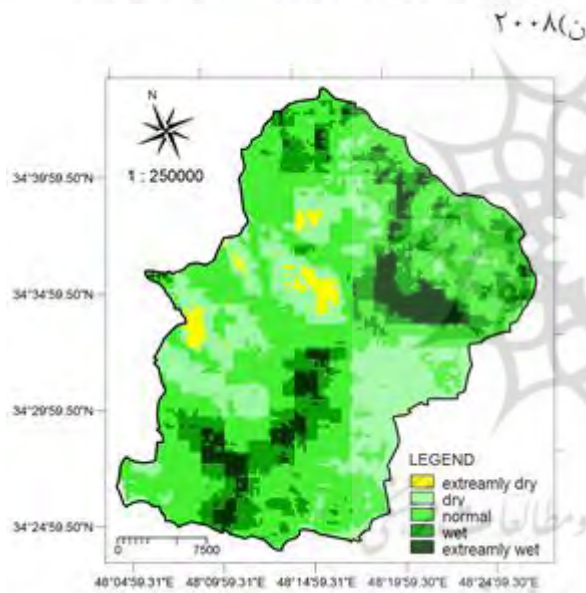 ن)۲۰۰۸
N
1 : 250000
34°39'59.50"N
34°34'59.50"N
34°29'59.50"N
34°24'59.50"N
LEGEND
extreamly dry
dry
normal
wet
extreamly wet
0 7500
48°04'59.31"E 48°09'59.31"E 48°14'59.31"E 48°19'59.30"E 48°24'59.30"E
ومطالعا